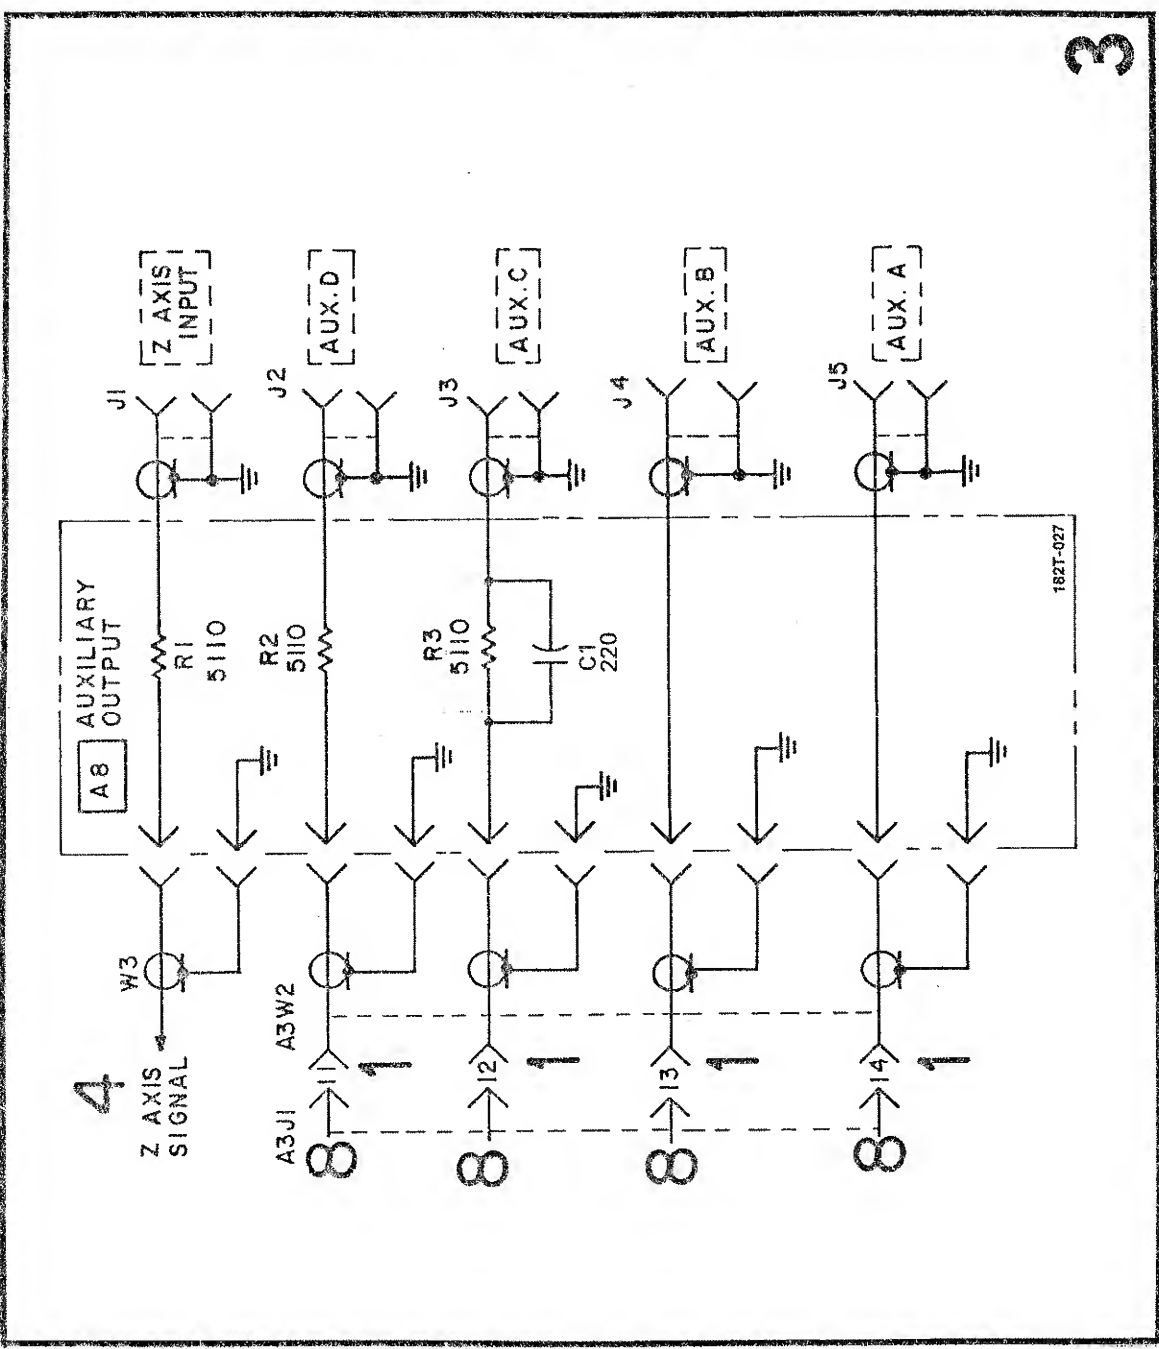 4
Z AXIS
SIGNAL
W3
A8
AUXILIARY
OUTPUT
R1
5110
J1
Z AXIS
INPUT
A3J1
A3W2
8
11
1
R2
5110
J2
AUX. D
8
12
1
R3
5110
C1
220
J3
AUX. C
8
13
1
J4
AUX. B
8
14
1
J5
AUX. A
182T-027
3